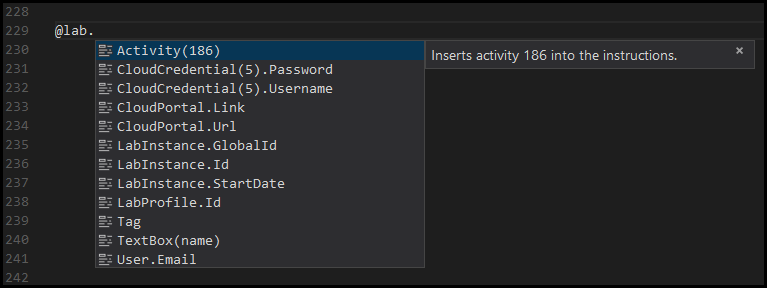 228
229 @lab.
230 Activity(186) Inserts activity 186 into the instructions. ×
231 CloudCredential(5).Password
232 CloudCredential(5).Username
233 CloudPortal.Link
234 CloudPortal.Url
235 LabInstance.GlobalId
236 LabInstance.Id
237 LabInstance.StartDate
238 LabProfile.Id
239 Tag
240 TextBox(name)
241 User.Email
242